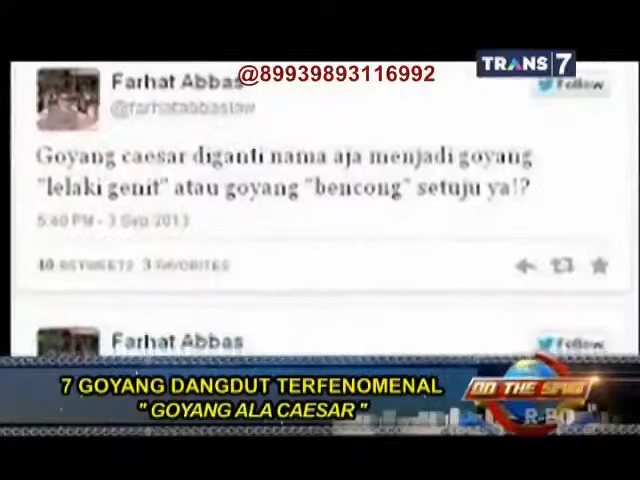 @89939893116992
TRANS 7
Farhat Abbas
Follow
@farhatabbaslaw
Goyang caesar diganti nama aja menjadi goyang
"lelaki genit" atau goyang "bencong" setuju ya!?
5:40 PM - 3 Sep 2013
10 RETWEETS 3 FAVORITES
Farhat Abbas
Follow
7 GOYANG DANGDUT TERFENOMENAL
" GOYANG ALA CAESAR "
ON THE SPOT